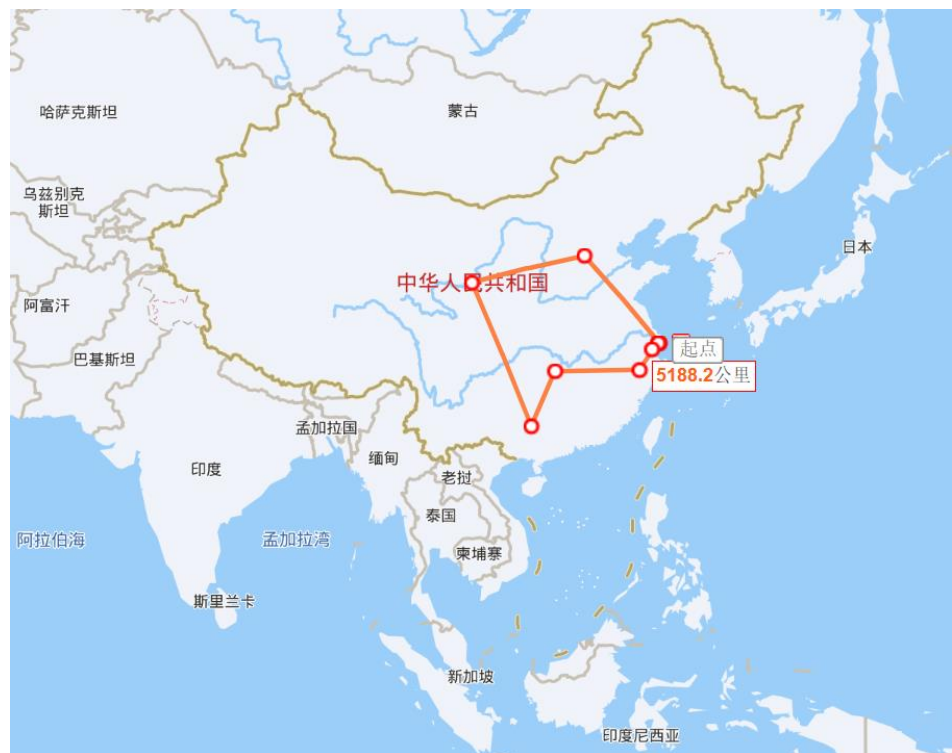 哈萨克斯坦
蒙古
乌兹别克
斯坦
日本
中华人民共和国
阿富汗
巴基斯坦
起点
5188.2公里
孟加拉国
印度
缅甸
老挝
泰国
阿拉伯海
孟加拉湾
柬埔寨
斯里兰卡
新加坡
印度尼西亚